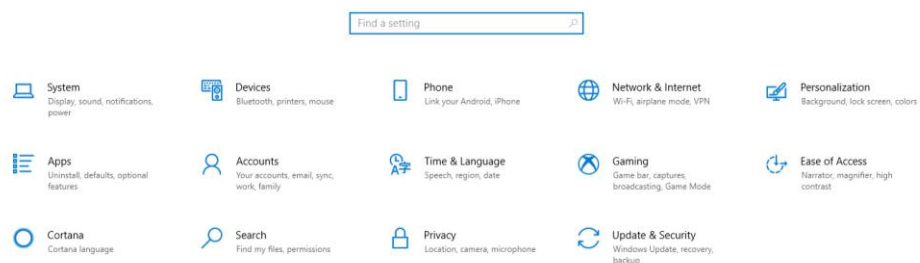 Find a setting
System
Display, sound, notifications,
power
Devices
Bluetooth, printers, mouse
Phone
Link your Android, iPhone
Network & Internet
Wi-Fi, airplane mode, VPN
Personalization
Background, lock screen, colors
Apps
Uninstall, defaults, optional
features
Accounts
Your accounts, email, sync,
work, family
Time & Language
Speech, region, date
Gaming
Game bar, captures,
broadcasting, Game Mode
Ease of Access
Narrator, magnifier, high
contrast
Cortana
Cortana language
Search
Find my files, permissions
Privacy
Location, camera, microphone
Update & Security
Windows Update, recovery,
backup